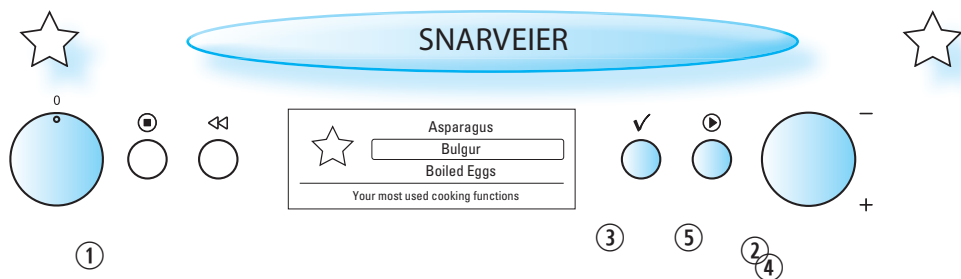 SNARVEIER
0
Asparagus
Bulgur
Boiled Eggs
Your most used cooking functions
−
+
③ ⑤ ②
① ④